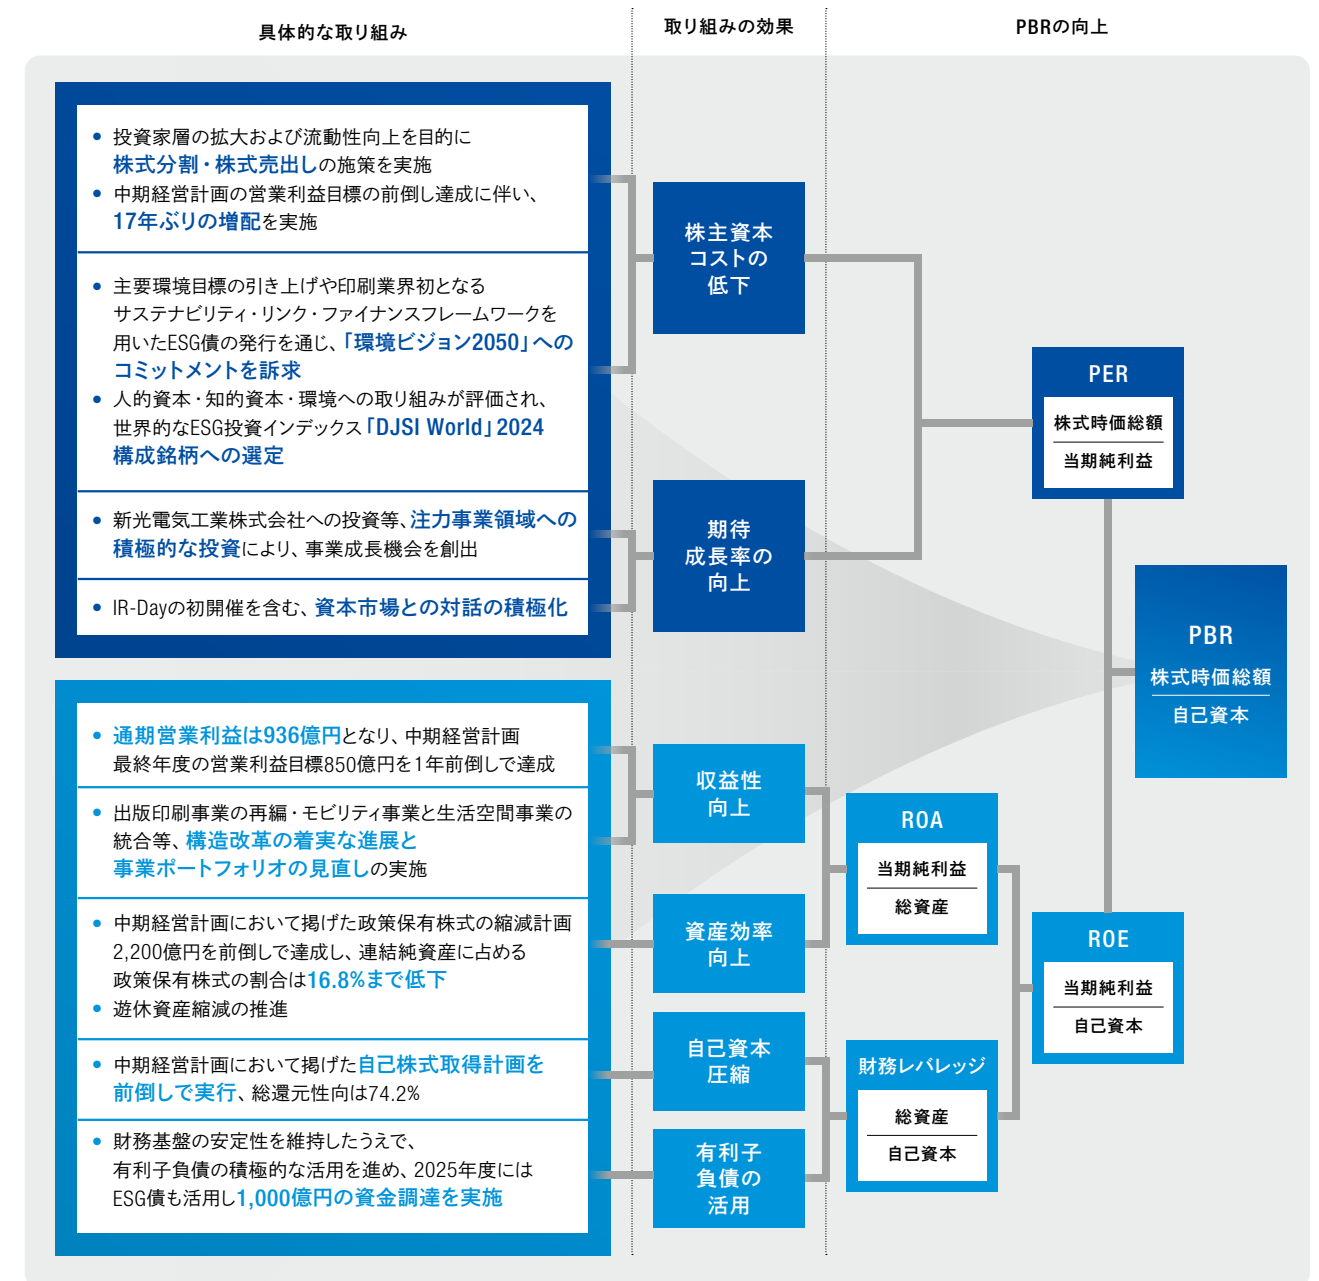 具体的な取り組み
取り組みの効果
PBRの向上
• 投資家層の拡大および流動性向上を目的に
株式分割・株式売出しの施策を実施
• 中期経営計画の営業利益目標の前倒し達成に伴い、
17年ぶりの増配を実施
• 主要環境目標の引き上げや印刷業界初となる
サステナビリティ・リンク・ファイナンスフレームワークを
用いたESG債の発行を通じ、「環境ビジョン2050」への
コミットメントを訴求
• 人的資本・知的資本・環境への取り組みが評価され、
世界的なESG投資インデックス「DJSI World」2024
構成銘柄への選定
• 新光電気工業株式会社への投資等、注力事業領域への
積極的な投資により、事業成長機会を創出
• IR-Dayの初開催を含む、資本市場との対話の積極化
株主資本
コストの
低下
期待
成長率の
向上
PER
株式時価総額
当期純利益
PBR
株式時価総額
自己資本
• 通期営業利益は936億円となり、中期経営計画
最終年度の営業利益目標850億円を1年前倒しで達成
• 出版印刷事業の再編・モビリティ事業と生活空間事業の
統合等、構造改革の着実な進展と
事業ポートフォリオの見直しの実施
• 中期経営計画において掲げた政策保有株式の縮減計画
2,200億円を前倒しで達成し、連結純資産に占める
政策保有株式の割合は16.8%まで低下
• 遊休資産縮減の推進
• 中期経営計画において掲げた自己株式取得計画を
前倒しで実行、総還元性向は74.2%
• 財務基盤の安定性を維持したうえで、
有利子負債の積極的な活用を進め、2025年度には
ESG債も活用し1,000億円の資金調達を実施
収益性
向上
資産効率
向上
自己資本
圧縮
有利子
負債の
活用
ROA
当期純利益
総資産
財務レバレッジ
総資産
自己資本
ROE
当期純利益
自己資本